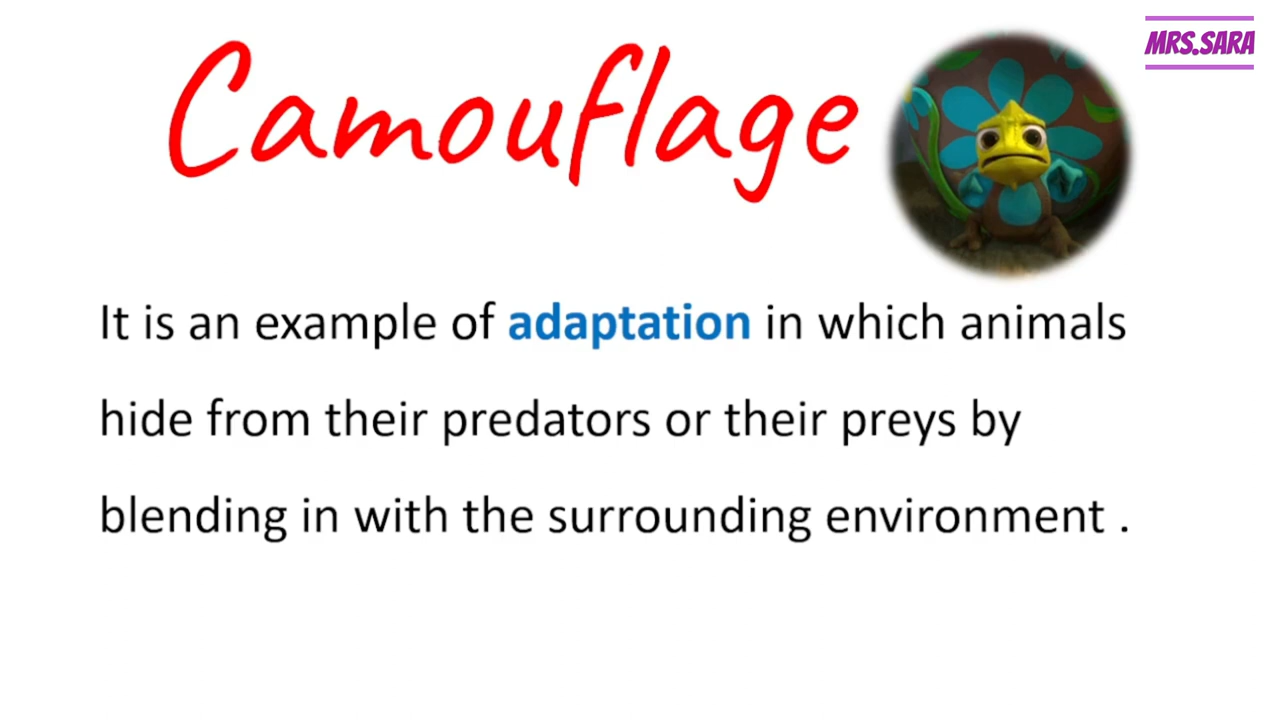 MRS.SARA
Camouflage
It is an example of adaptation in which animals
hide from their predators or their preys by
blending in with the surrounding environment .